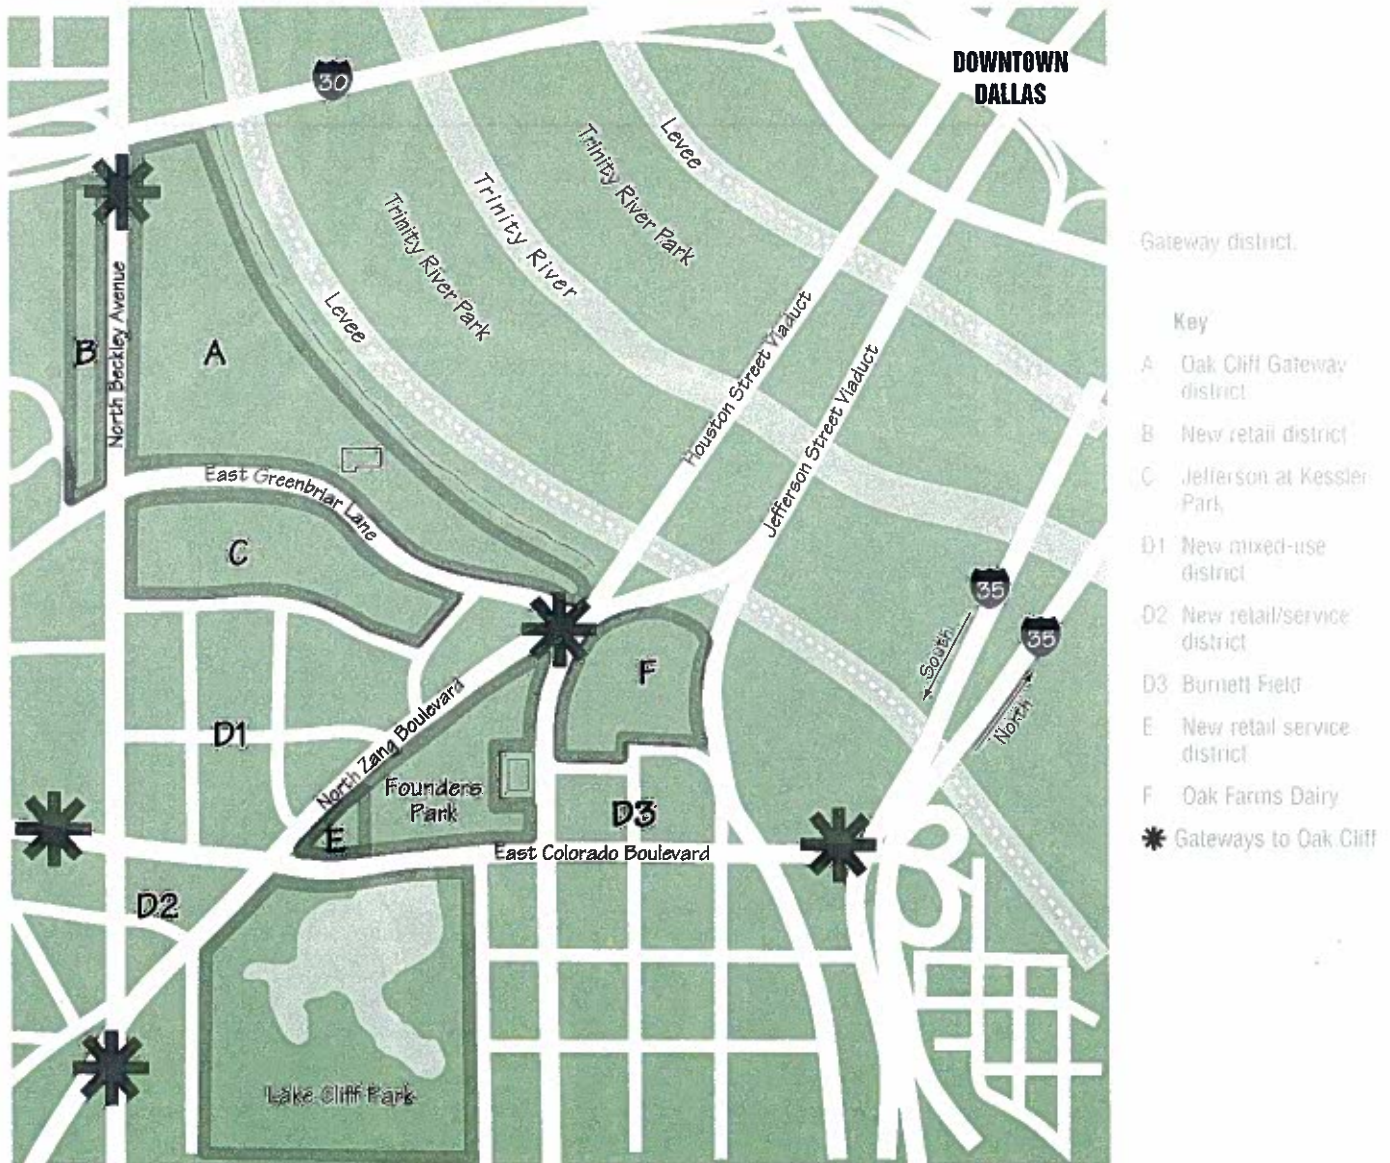 DOWNTOWN
DALLAS
30
Levee
Trinity River Park
Trinity River
Trinity River Park
Levee
North Beckley Avenue
B
A
Houston Street Viaduct
Jefferson Street Viaduct
East Greenbriar Lane
C
35
35
South
North
F
D1
North Zang Boulevard
Founders
Park
D3
E
East Colorado Boulevard
D2
Lake Cliff Park
Gateway district.
Key
A Oak Cliff Gateway
district
B New retail district
C Jefferson at Kessler
Park
D1 New mixed-use
district
D2 New retail/service
district
D3 Burnett Field
E New retail service
district
F Oak Farms Dairy
Gateways to Oak Cliff